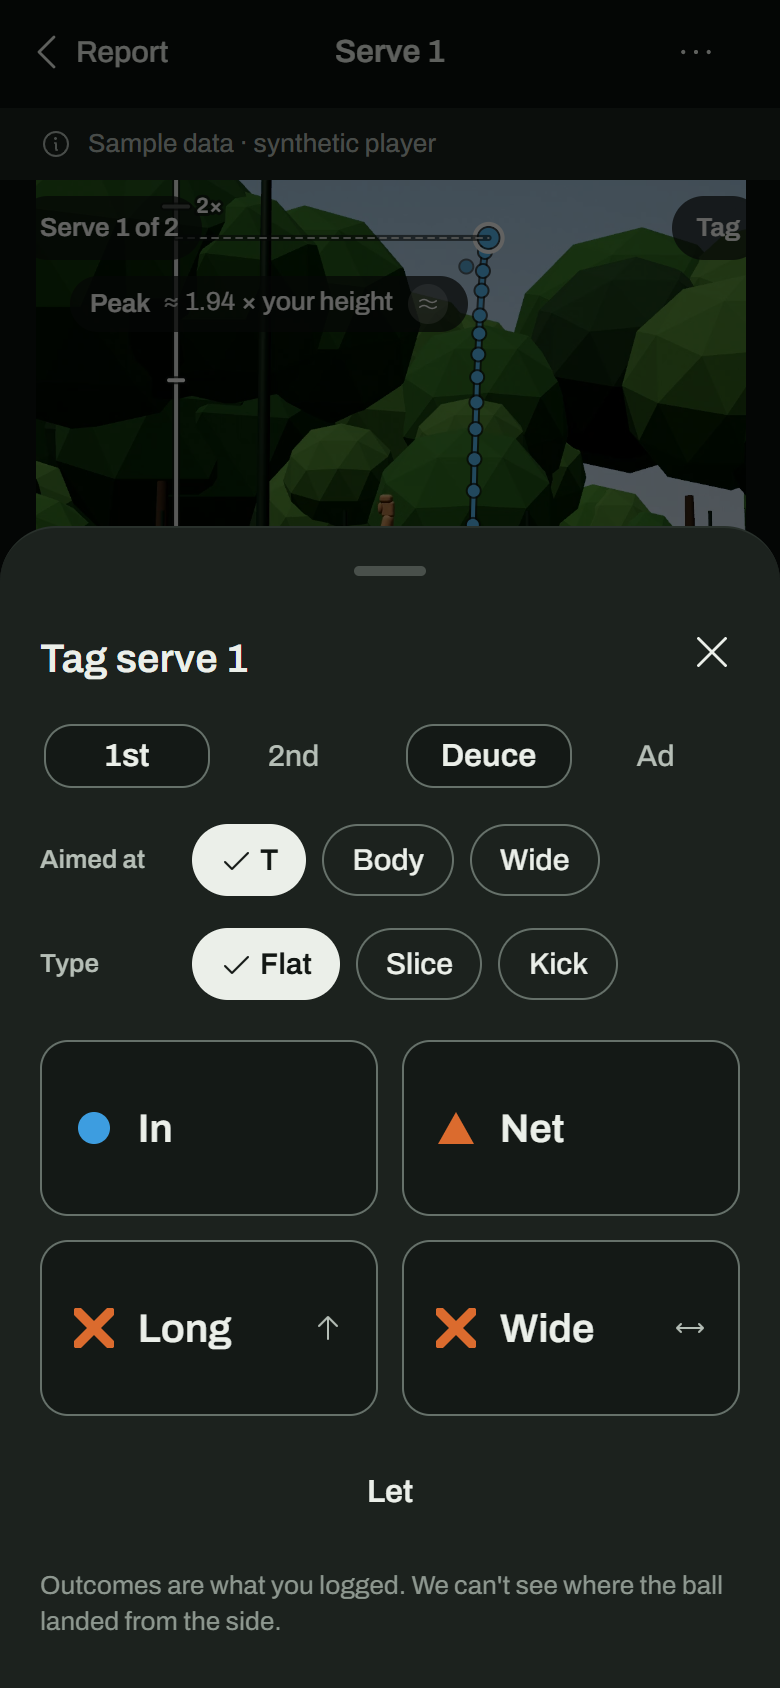 Report
Serve 1
Sample data · synthetic player
2×
Serve 1 of 2
Tag
Peak ≈ 1.94 × your height ≈
Tag serve 1
1st 2nd Deuce Ad
Aimed at T Body Wide
Type Flat Slice Kick
In Net
Long Wide
Let
Outcomes are what you logged. We can't see where the ball
landed from the side.